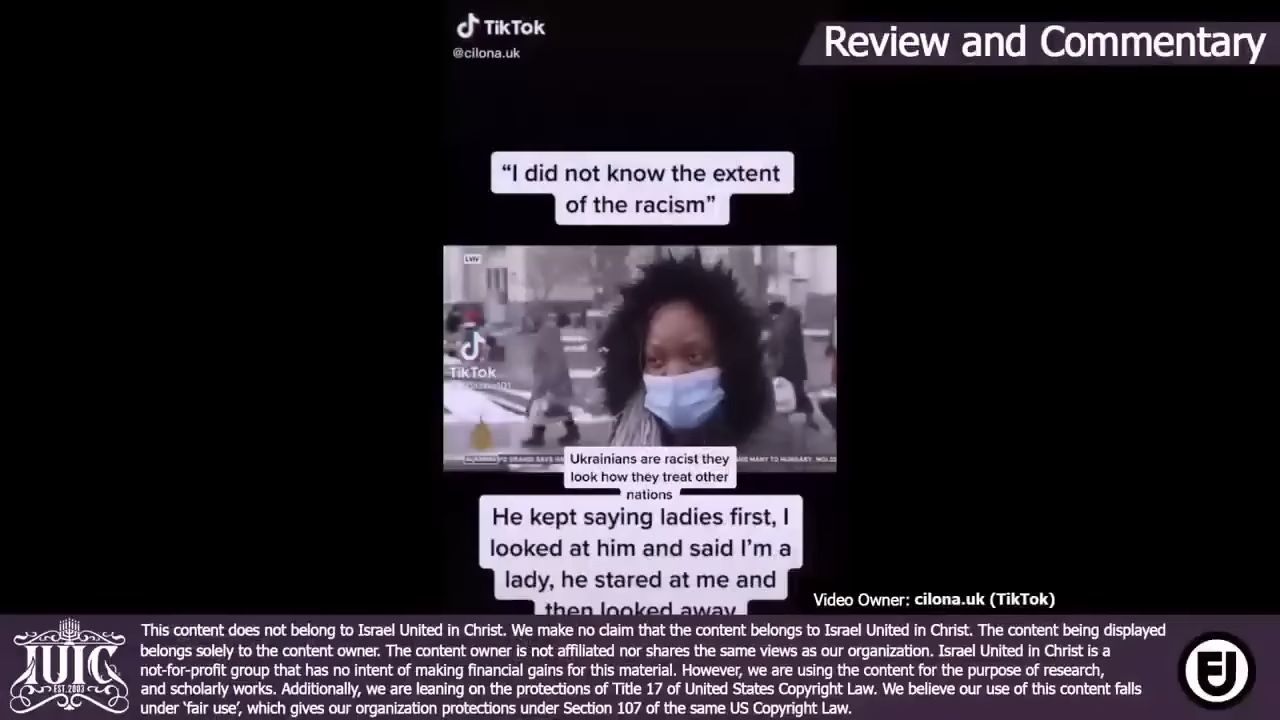 TikTok
@cilona.uk
Review and Commentary
“I did not know the extent
of the racism”
LVIV
TikTok
Ukrainians are racist they
look how they treat other
nations
He kept saying ladies first, I
looked at him and said I’m a
lady, he stared at me and
then looked away
Video Owner: cilona.uk (TikTok)
IUIC
EST. 2003
This content does not belong to Israel United in Christ. We make no claim that the content belongs to Israel United in Christ. The content being displayed
belongs solely to the content owner. The content owner is not affiliated nor shares the same views as our organization. Israel United in Christ is a
not-for-profit group that has no intent of making financial gains for this material. However, we are using the content for the purpose of research,
and scholarly works. Additionally, we are leaning on the protections of Title 17 of United States Copyright Law. We believe our use of this content falls
under ‘fair use’, which gives our organization protections under Section 107 of the same US Copyright Law.